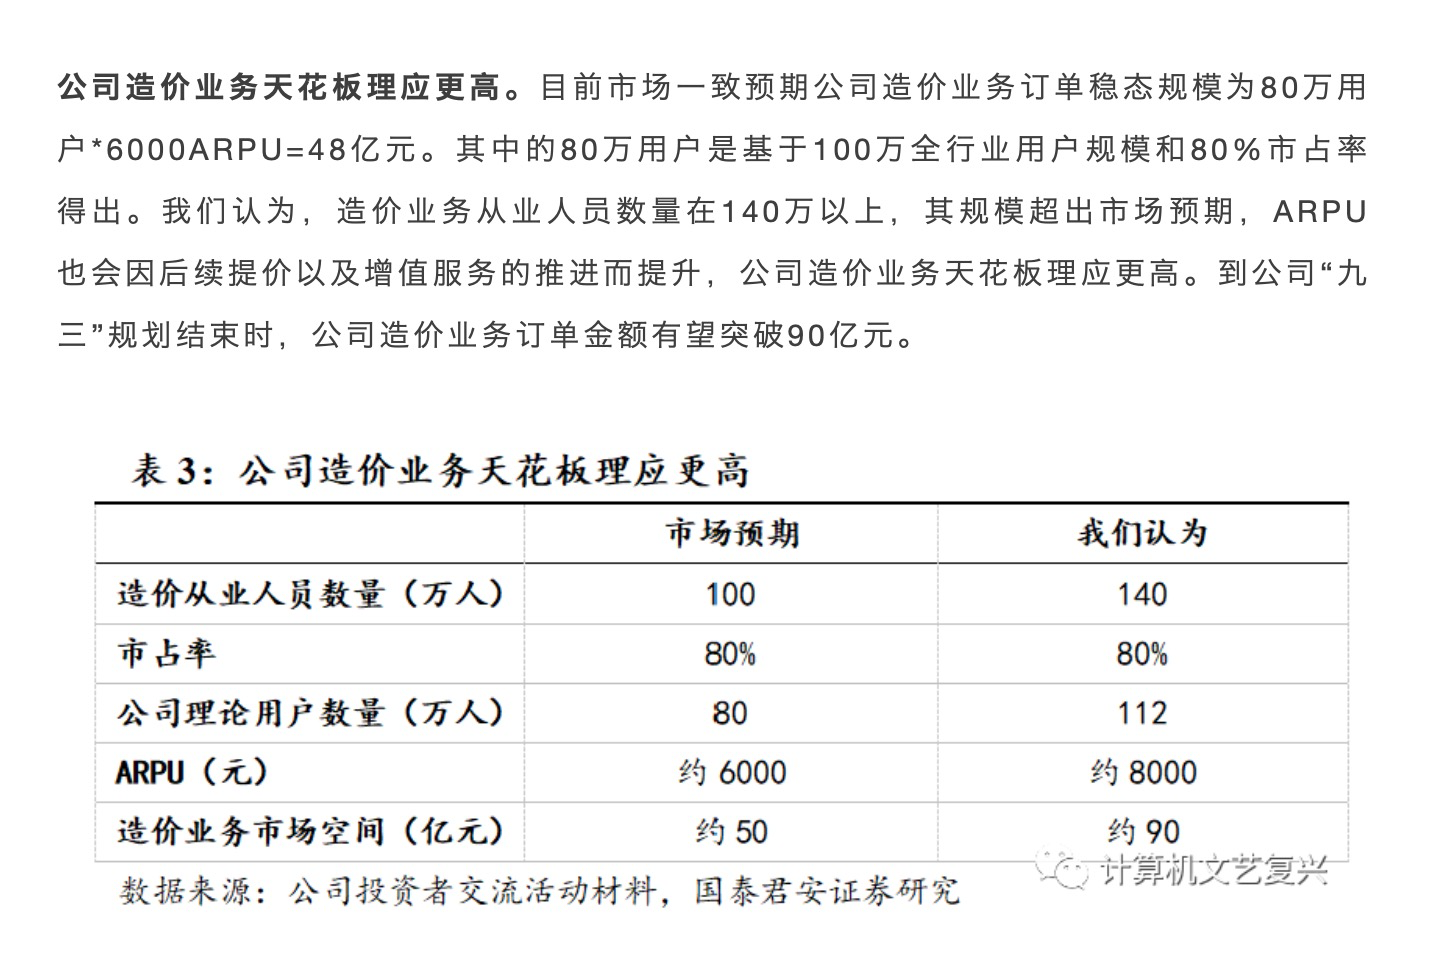 公司造价业务天花板理应更高。目前市场一致预期公司造价业务订单稳态规模为80万用
户*6000ARPU=48亿元。其中的80万用户是基于100万全行业用户规模和80%市占率
得出。我们认为，造价业务从业人员数量在140万以上，其规模超出市场预期，ARPU
也会因后续提价以及增值服务的推进而提升，公司造价业务天花板理应更高。到公司“九
三”规划结束时，公司造价业务订单金额有望突破90亿元。
表 3：公司造价业务天花板理应更高
市场预期 我们认为
造价从业人员数量（万人） 100 140
市占率 80% 80%
公司理论用户数量（万人） 80 112
ARPU（元） 约 6000 约 8000
造价业务市场空间（亿元） 约 50 约 90
计算机文艺复兴
数据来源：公司投资者交流活动材料，国泰君安证券研究